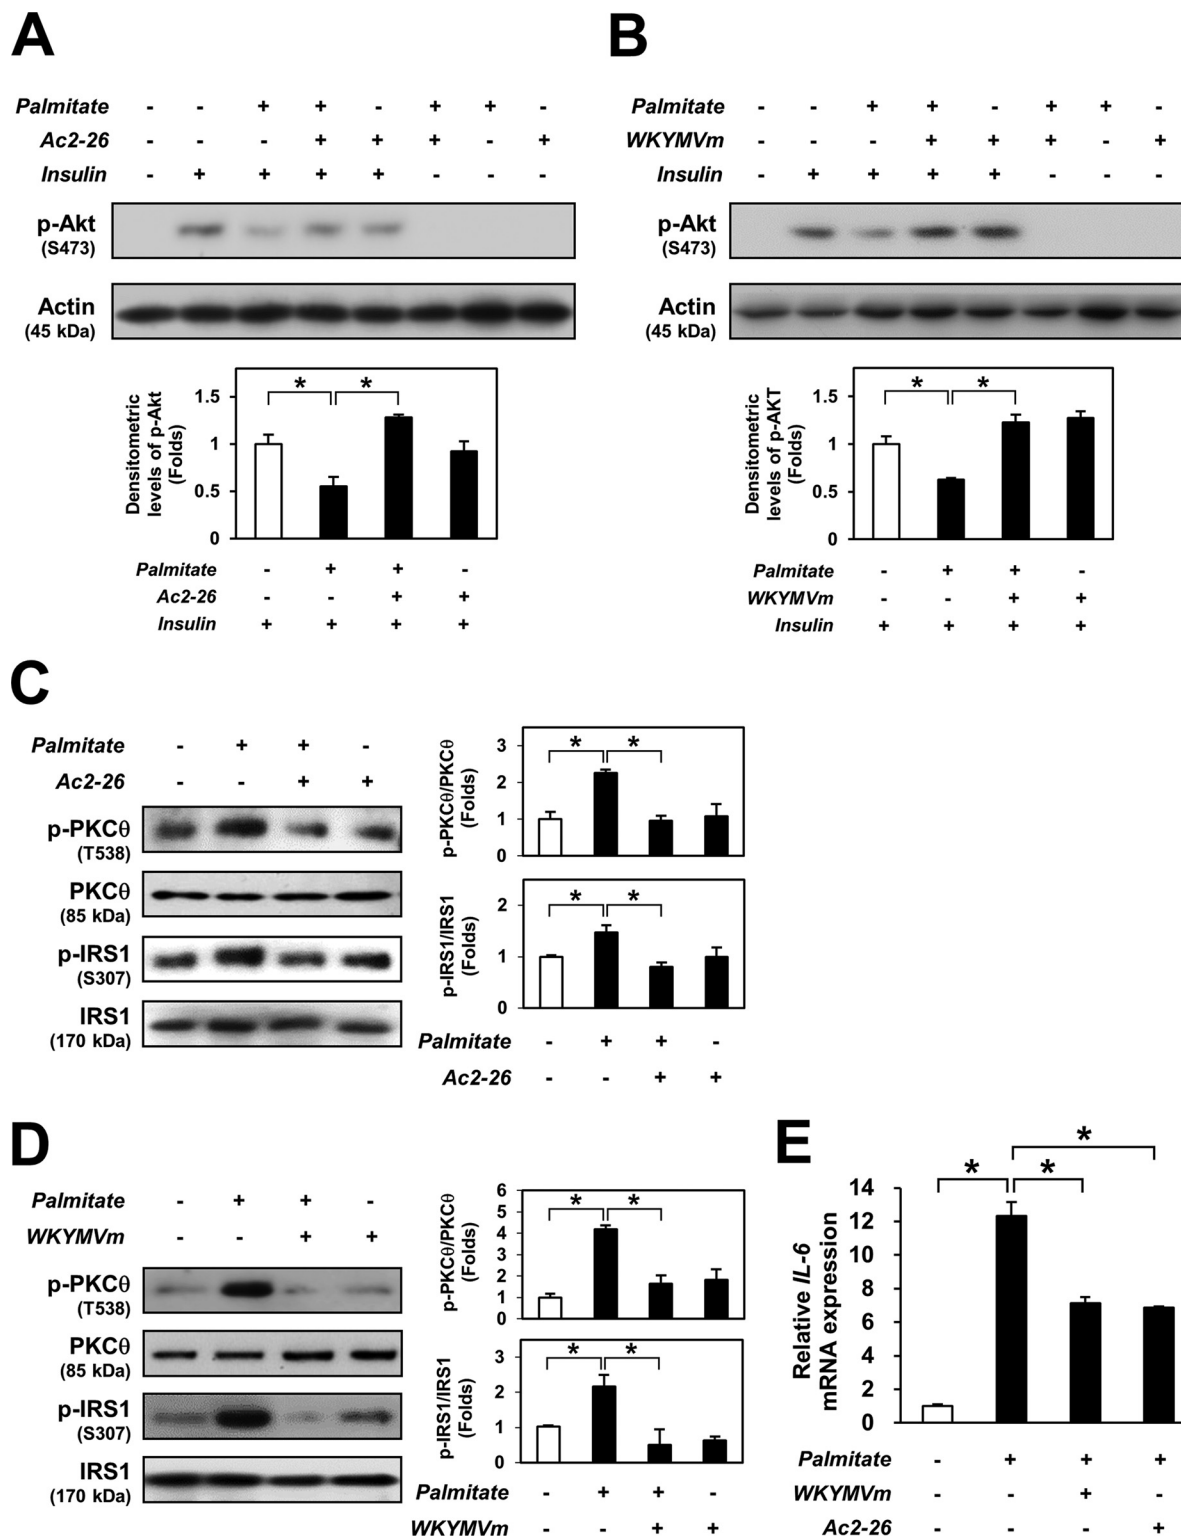 A
Palmitate - - + + - + + -
Ac2-26 - - - + + + - +
Insulin - + + + + - - -
p-Akt
(S473)
Actin
(45 kDa)
* *
Densitometric
levels of p-Akt
(Folds)
1.5
1
0.5
0
Palmitate - + + -
Ac2-26 - - + +
Insulin + + + +
B
Palmitate - - + + - + + -
WKYMVm - - - + + + - +
Insulin - + + + + - - -
p-Akt
(S473)
Actin
(45 kDa)
* *
Densitometric
levels of p-AKT
(Folds)
1.5
1
0.5
0
Palmitate - + + -
WKYMVm - - + +
Insulin + + + +
C
Palmitate - + + -
Ac2-26 - - + +
p-PKCθ
(T538)
PKCθ
(85 kDa)
p-IRS1
(S307)
IRS1
(170 kDa)
* *
p-PKCθ/PKCθ
(Folds)
3
2
1
0
* *
p-IRS1/IRS1
(Folds)
2
1
0
Palmitate - + + -
Ac2-26 - - + +
D
Palmitate - + + -
WKYMVm - - + +
p-PKCθ
(T538)
PKCθ
(85 kDa)
p-IRS1
(S307)
IRS1
(170 kDa)
* *
p-PKCθ/PKCθ
(Folds)
6
5
4
3
2
1
0
* *
p-IRS1/IRS1
(Folds)
3
2
1
0
Palmitate - + + -
WKYMVm - - + +
E
*
* *
Relative IL-6
mRNA expression
14
12
10
8
6
4
2
0
Palmitate - + + +
WKYMVm - - + -
Ac2-26 - - - +